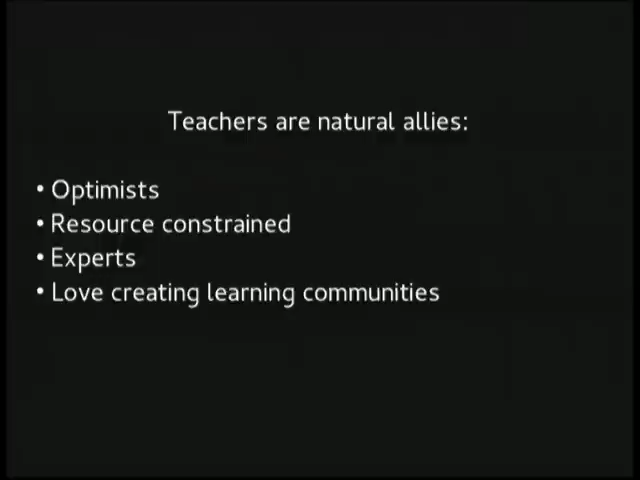 Teachers are natural allies:
• Optimists
• Resource constrained
• Experts
• Love creating learning communities